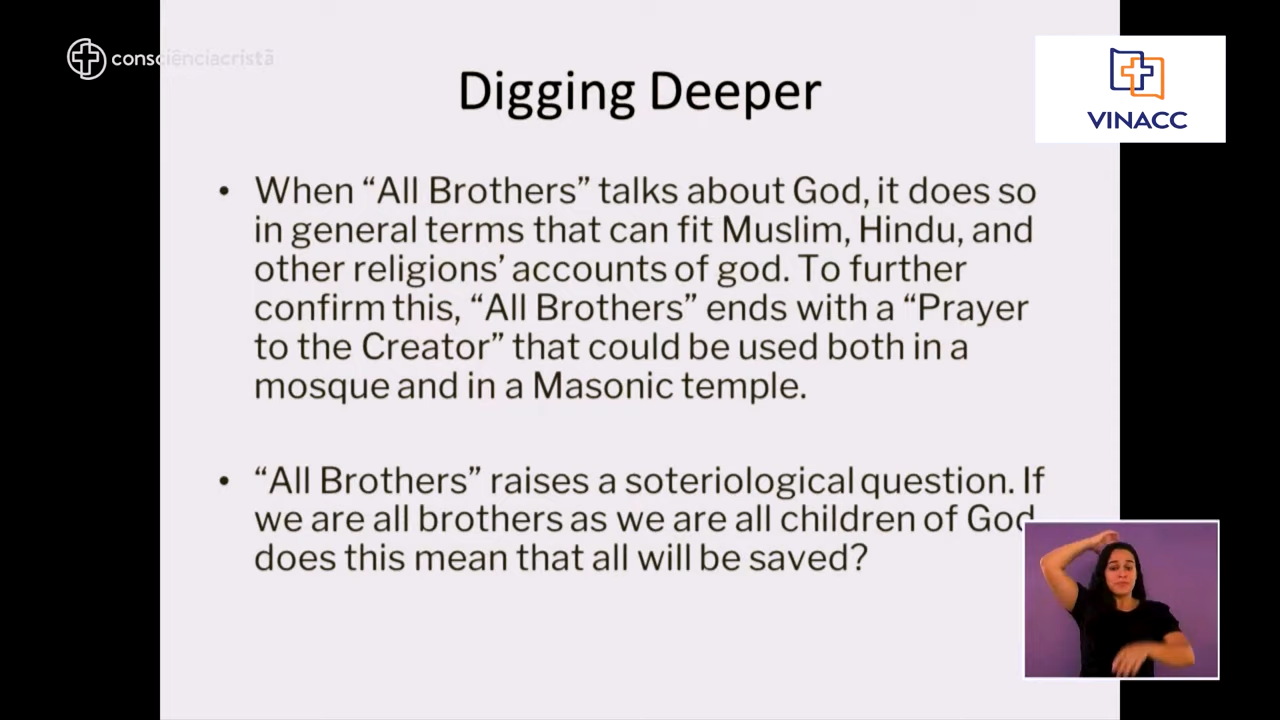 consciênciacristã
VINACC
Digging Deeper
• When “All Brothers” talks about God, it does so
in general terms that can fit Muslim, Hindu, and
other religions’ accounts of god. To further
confirm this, “All Brothers” ends with a “Prayer
to the Creator” that could be used both in a
mosque and in a Masonic temple.
• “All Brothers” raises a soteriological question. If
we are all brothers as we are all children of God
does this mean that all will be saved?